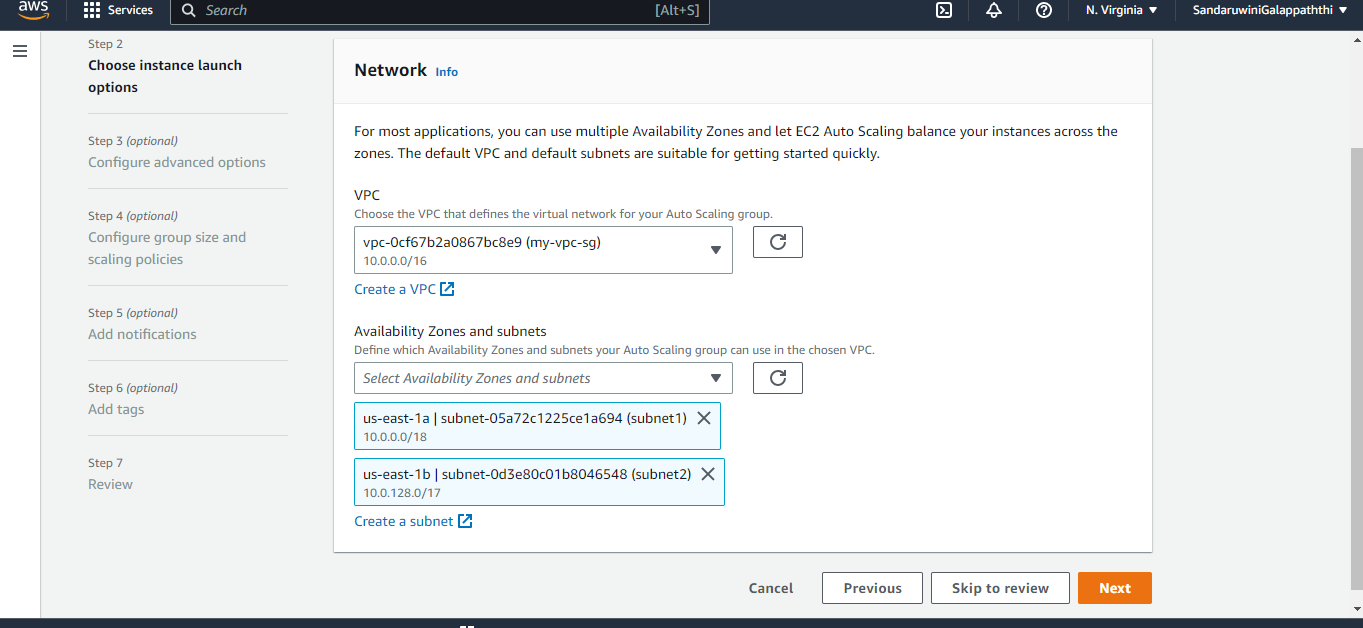 aws
Services
Search
[Alt+S]
N. Virginia
SandaruwiniGalappaththi
Step 2
Choose instance launch
options
Step 3 (optional)
Configure advanced options
Step 4 (optional)
Configure group size and
scaling policies
Step 5 (optional)
Add notifications
Step 6 (optional)
Add tags
Step 7
Review
Network Info
For most applications, you can use multiple Availability Zones and let EC2 Auto Scaling balance your instances across the
zones. The default VPC and default subnets are suitable for getting started quickly.
VPC
Choose the VPC that defines the virtual network for your Auto Scaling group.
vpc-0cf67b2a0867bc8e9 (my-vpc-sg)
10.0.0.0/16
Create a VPC
Availability Zones and subnets
Define which Availability Zones and subnets your Auto Scaling group can use in the chosen VPC.
Select Availability Zones and subnets
us-east-1a | subnet-05a72c1225ce1a694 (subnet1)
10.0.0.0/18
us-east-1b | subnet-0d3e80c01b8046548 (subnet2)
10.0.128.0/17
Create a subnet
Cancel
Previous
Skip to review
Next